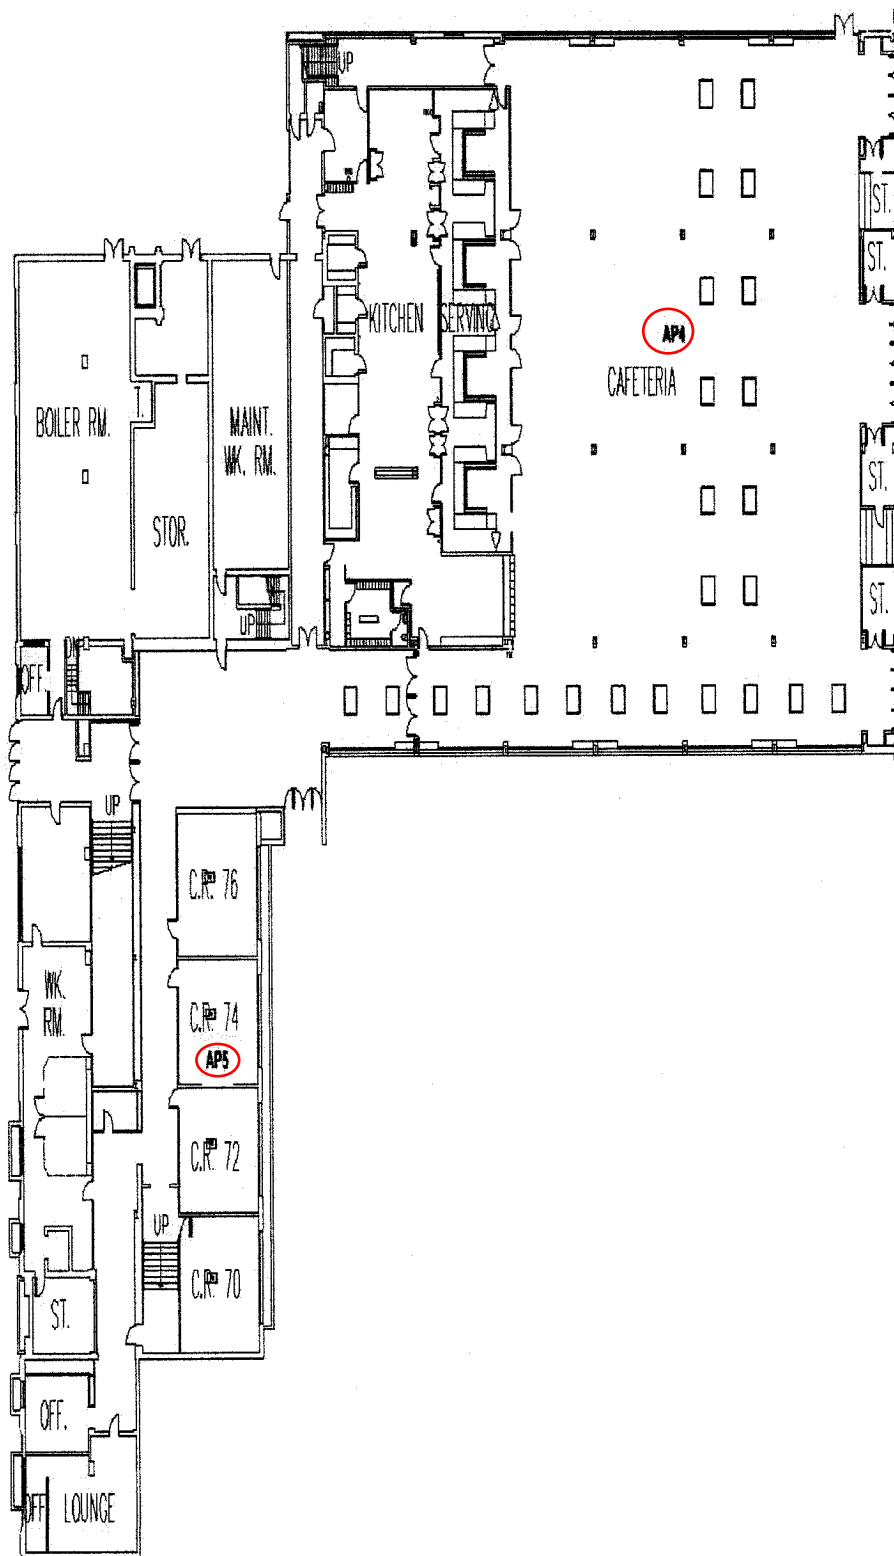 UP
ST.
ST.
KITCHEN
SERVING
AP4
CAFETERIA
BOILER RM.
T.
MAINT.
WK. RM.
STOR.
ST.
ST.
UP
DN
OFF.
UP
C.R. 76
WK.
RM.
C.R. 74
AP5
C.R. 72
UP
C.R. 70
ST.
OFF.
OFF
LOUNGE